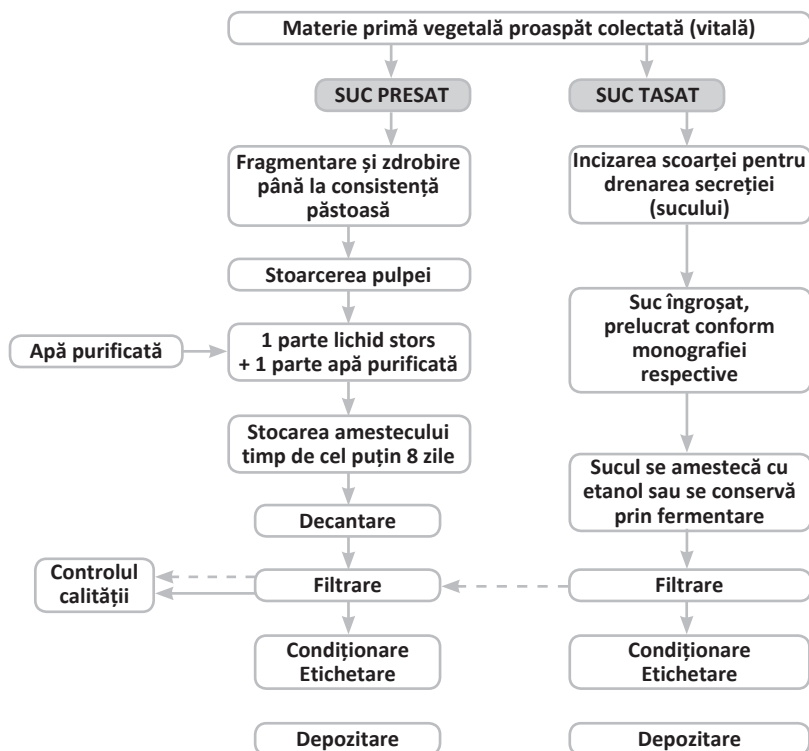 Materie primă vegetală proaspăt colectată (vitală)
SUC PRESAT
Fragmentare și zdrobire
până la consistență
păstoasă
Stoarcerea pulpei
Apă purificată
1 parte lichid stors
+ 1 parte apă purificată
Stocarea amestecului
timp de cel puțin 8 zile
Decantare
Controlul
calității
Filtrare
Condiționare
Etichetare
Depozitare
SUC TASAT
Incizarea scoarței pentru
drenarea secreției
(sucului)
Suc îngroșat,
prelucrat conform
monografiei
respective
Sucul se amestecă cu
etanol sau se conservă
prin fermentare
Filtrare
Condiționare
Etichetare
Depozitare